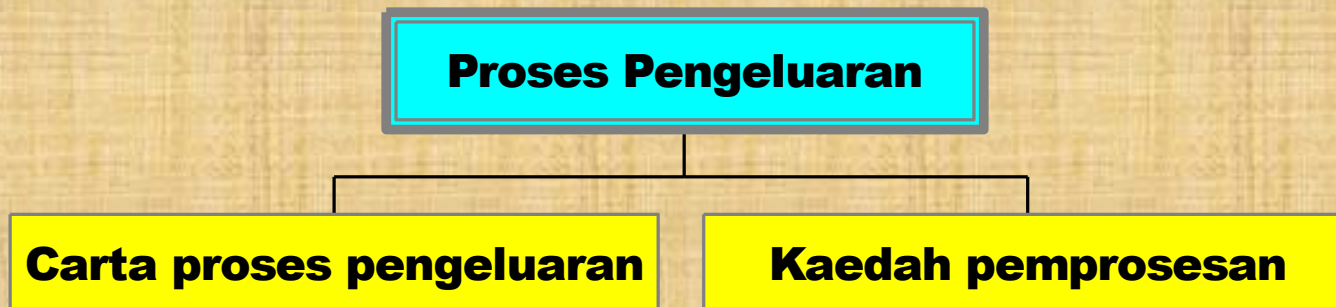 Proses Pengeluaran
Carta proses pengeluaran
Kaedah pemprosesan